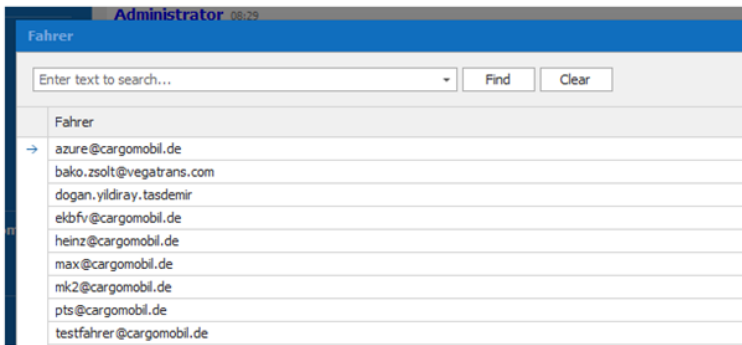 Administrator 08:29
Fahrer
Enter text to search...
Find
Clear
Fahrer
azure@cargomobil.de
bako.zsolt@vegatrans.com
dogan.yildiray.tasdemir
ekbfv@cargomobil.de
heinz@cargomobil.de
max@cargomobil.de
mk2@cargomobil.de
pts@cargomobil.de
testfahrer@cargomobil.de